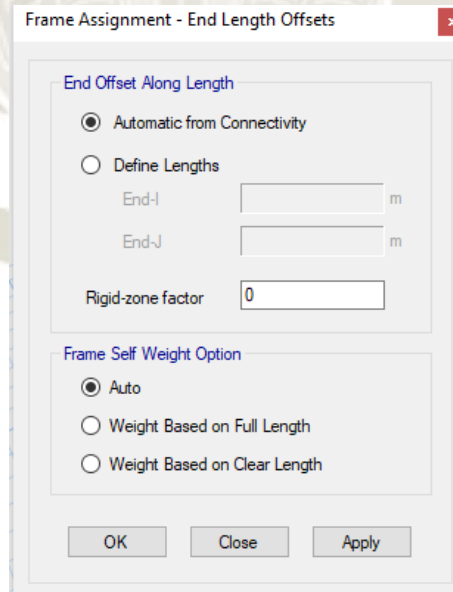 Frame Assignment - End Length Offsets
End Offset Along Length
Automatic from Connectivity
Define Lengths
End-I m
End-J m
Rigid-zone factor 0
Frame Self Weight Option
Auto
Weight Based on Full Length
Weight Based on Clear Length
OK Close Apply